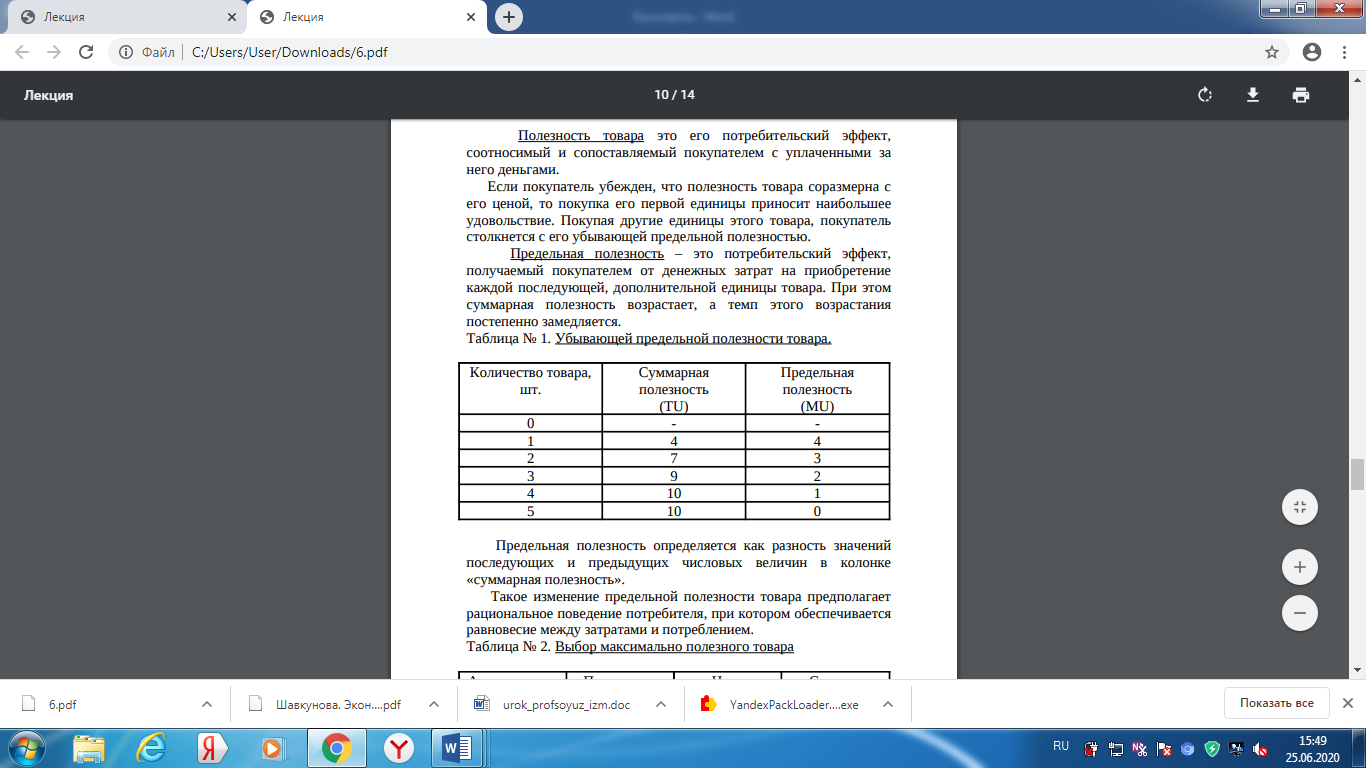 Лекция
Лекция
Файл C:/Users/User/Downloads/6.pdf
Лекция 10 / 14
Полезность товара это его потребительский эффект,
соотносимый и сопоставляемый покупателем с уплаченными за
него деньгами.
Если покупатель убежден, что полезность товара соразмерна с
его ценой, то покупка его первой единицы приносит наибольшее
удовольствие. Покупая другие единицы этого товара, покупатель
столкнется с его убывающей предельной полезностью.
Предельная полезность – это потребительский эффект,
получаемый покупателем от денежных затрат на приобретение
каждой последующей, дополнительной единицы товара. При этом
суммарная полезность возрастает, а темп этого возрастания
постепенно замедляется.
Таблица № 1. Убывающей предельной полезности товара.
Количество товара, шт. Суммарная полезность (TU) Предельная полезность (MU)
0 - -
1 4 4
2 7 3
3 9 2
4 10 1
5 10 0
Предельная полезность определяется как разность значений
последующих и предыдущих числовых величин в колонке
«суммарная полезность».
Такое изменение предельной полезности товара предполагает
рациональное поведение потребителя, при котором обеспечивается
равновесие между затратами и потреблением.
Таблица № 2. Выбор максимально полезного товара
6.pdf
Шавкунова. Экон....pdf
urok_profsoyuz_izm.doc
YandexPackLoader....exe
Показать все
RU
15:49
25.06.2020